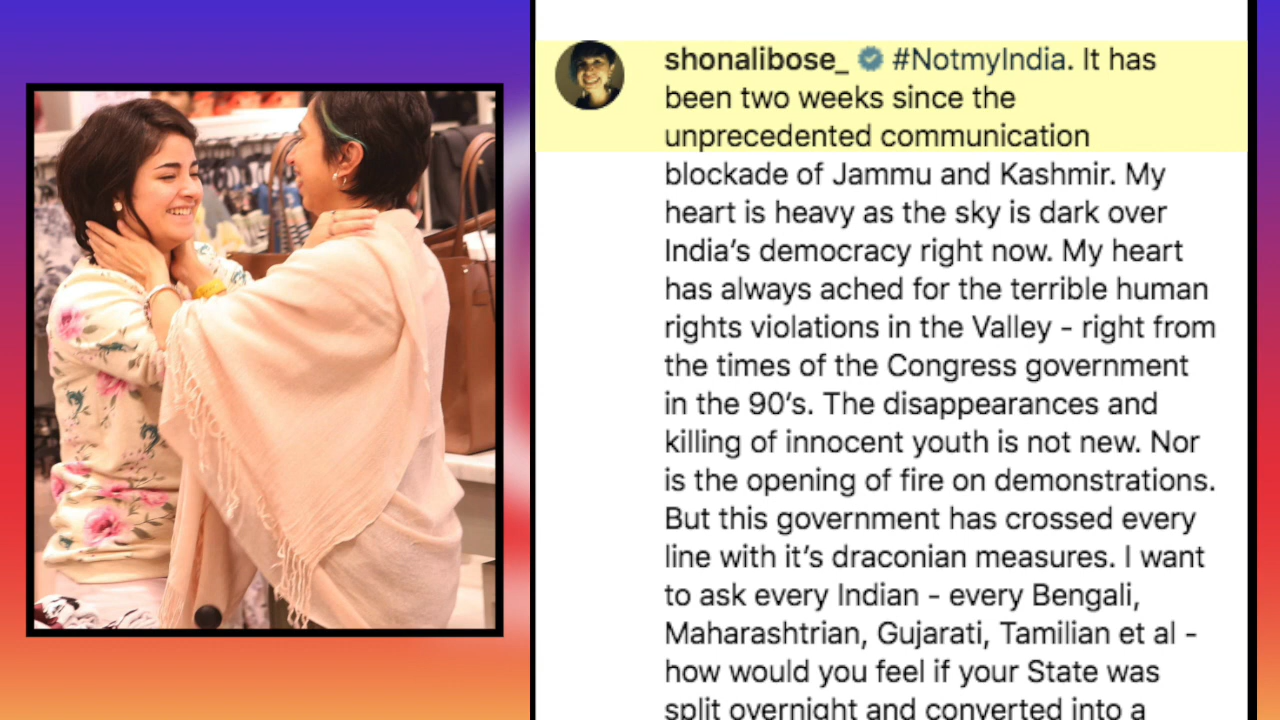 shonalibose_ #NotmyIndia. It has
been two weeks since the
unprecedented communication
blockade of Jammu and Kashmir. My
heart is heavy as the sky is dark over
India’s democracy right now. My heart
has always ached for the terrible human
rights violations in the Valley - right from
the times of the Congress government
in the 90’s. The disappearances and
killing of innocent youth is not new. Nor
is the opening of fire on demonstrations.
But this government has crossed every
line with it’s draconian measures. I want
to ask every Indian - every Bengali,
Maharashtrian, Gujarati, Tamilian et al -
how would you feel if your State was
split overnight and converted into a